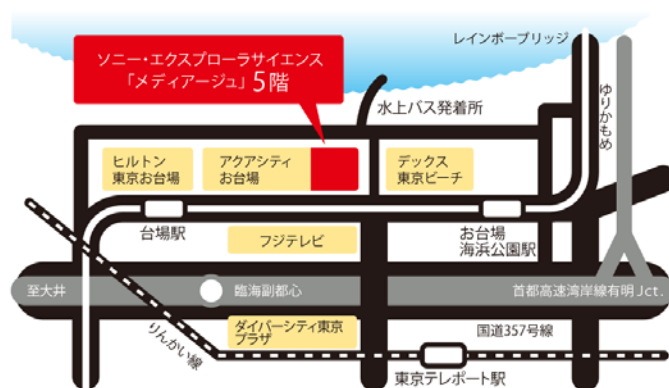 レインボーブリッジ
ソニー・エクスプローラサイエンス
「メディアージュ」5階
水上バス発着所
ゆりかもめ
ヒルトン
東京お台場
アクアシティ
お台場
デックス
東京ビーチ
台場駅
フジテレビ
お台場
海浜公園駅
至大井
臨海副都心
首都高速湾岸線有明Jct.
りんかい線
ダイバーシティ東京
プラザ
国道357号線
東京テレポート駅